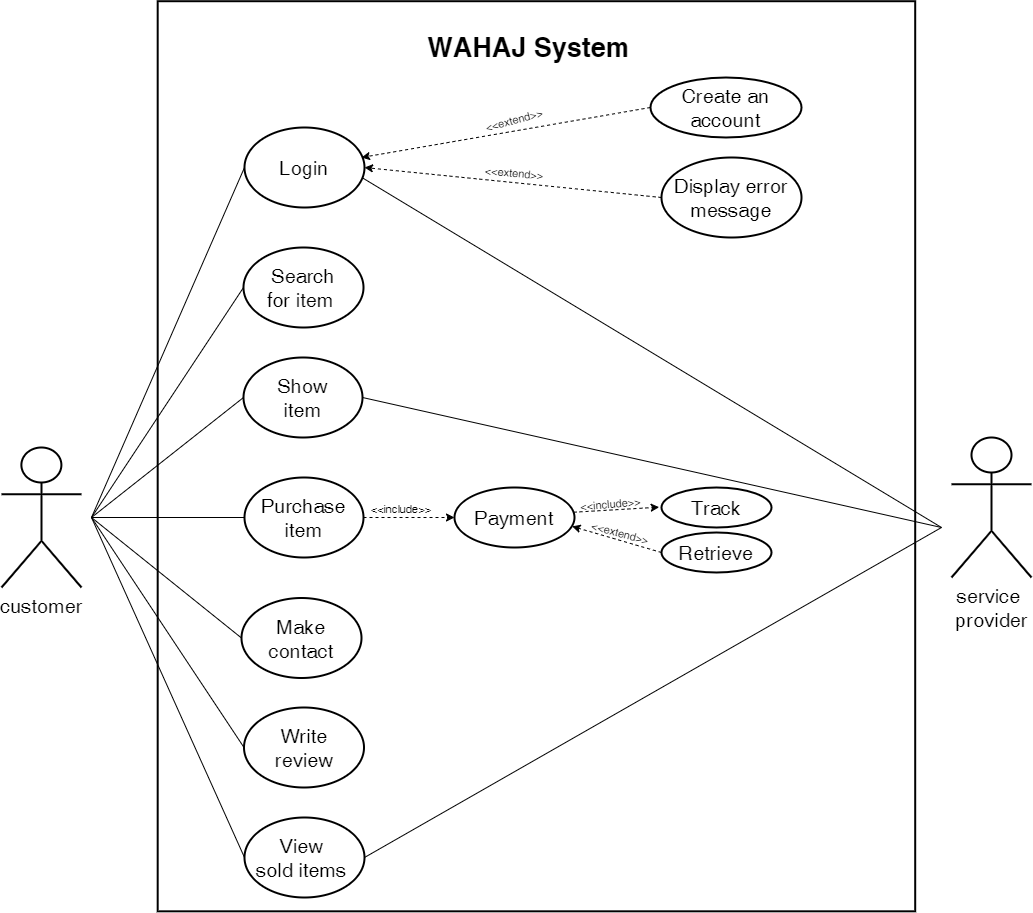 WAHAJ System
Create an
account
<<extend>>
Login
<<extend>>
Display error
message
Search
for item
Show
item
Purchase
item
<<include>>
Payment
<<include>>
Track
<<extend>>
Retrieve
customer
service
provider
Make
contact
Write
review
View
sold items